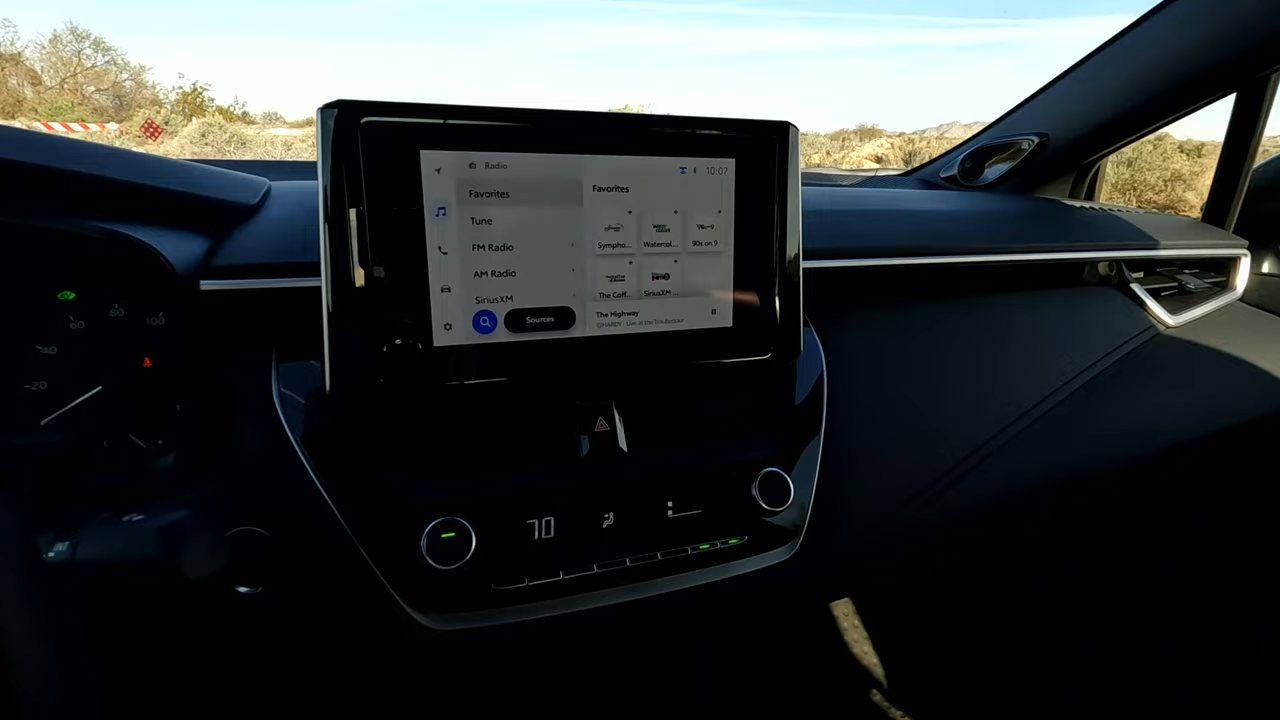 Radio
10:07
Favorites
Tune
FM Radio
AM Radio
SiriusXM
Sources
Favorites
Sympho...
Watercol...
90s on 9
The Coff...
SiriusXM ...
The Highway
80
60
100
40
20
70